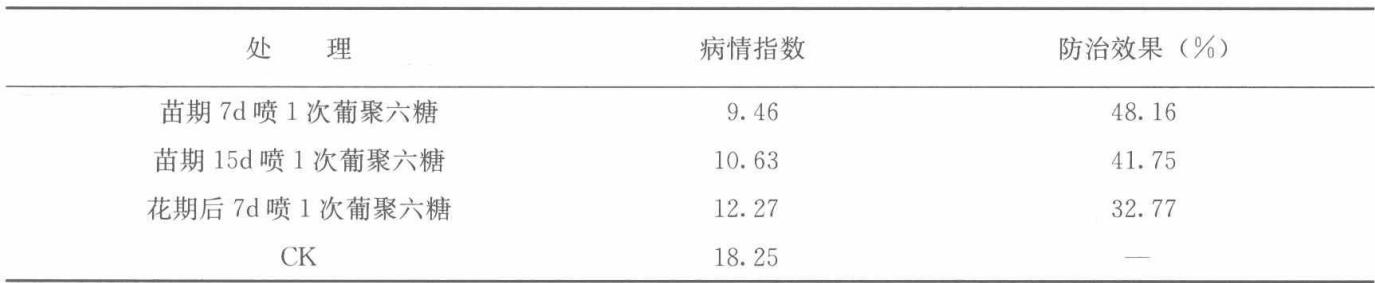 处 理 病情指数 防治效果（%）
苗期 7d 喷 1 次葡聚六糖 9.46 48.16
苗期 15d 喷 1 次葡聚六糖 10.63 41.75
花期后 7d 喷 1 次葡聚六糖 12.27 32.77
CK 18.25 —